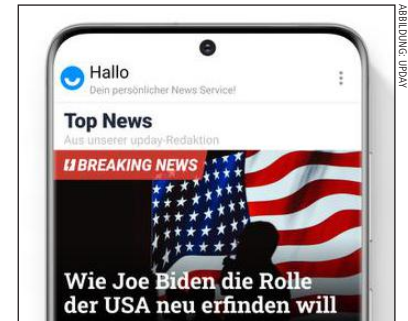 ABBILDUNG: UPDAY
Hallo
Dein persönlicher News Service!
Top News
Aus unserer upday-Redaktion
BREAKING NEWS
Wie Joe Biden die Rolle
der USA neu erfinden will